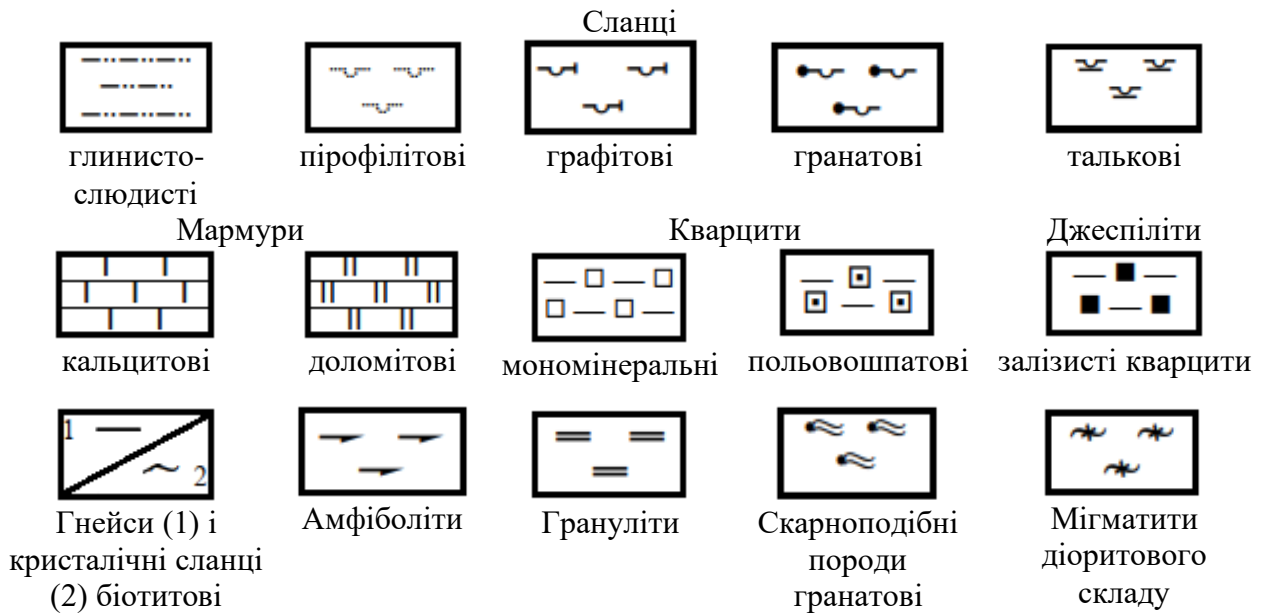 Сланці
глинисто- пірофілітові графітові гранатові талькові
слюдисті
Мармури Кварцити Джеспіліти
кальцитові доломітові мономінеральні польовошпатові залізисті кварцити
1
2
Гнейси (1) і Амфіболіти Грануліти Скарноподібні Мігматити
кристалічні сланці породи діоритового
(2) біотитові гранатові складу